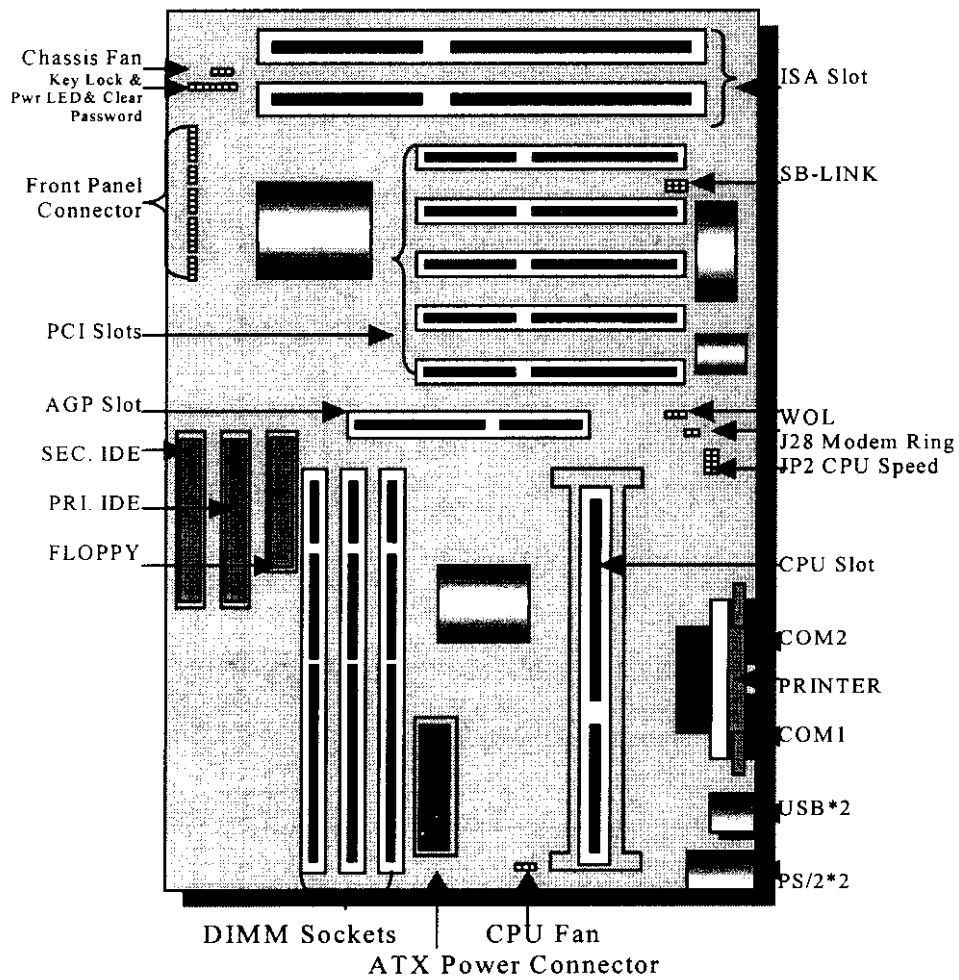 Chassis Fan
Key Lock &
Pwr LED& Clear
Password
Front Panel
Connector
PCI Slots
AGP Slot
SEC. IDE
PRI. IDE
FLOPPY
ISA Slot
SB-LINK
WOL
J28 Modem Ring
JP2 CPU Speed
CPU Slot
COM2
PRINTER
COM1
USB*2
PS/2*2
DIMM Sockets
CPU Fan
ATX Power Connector